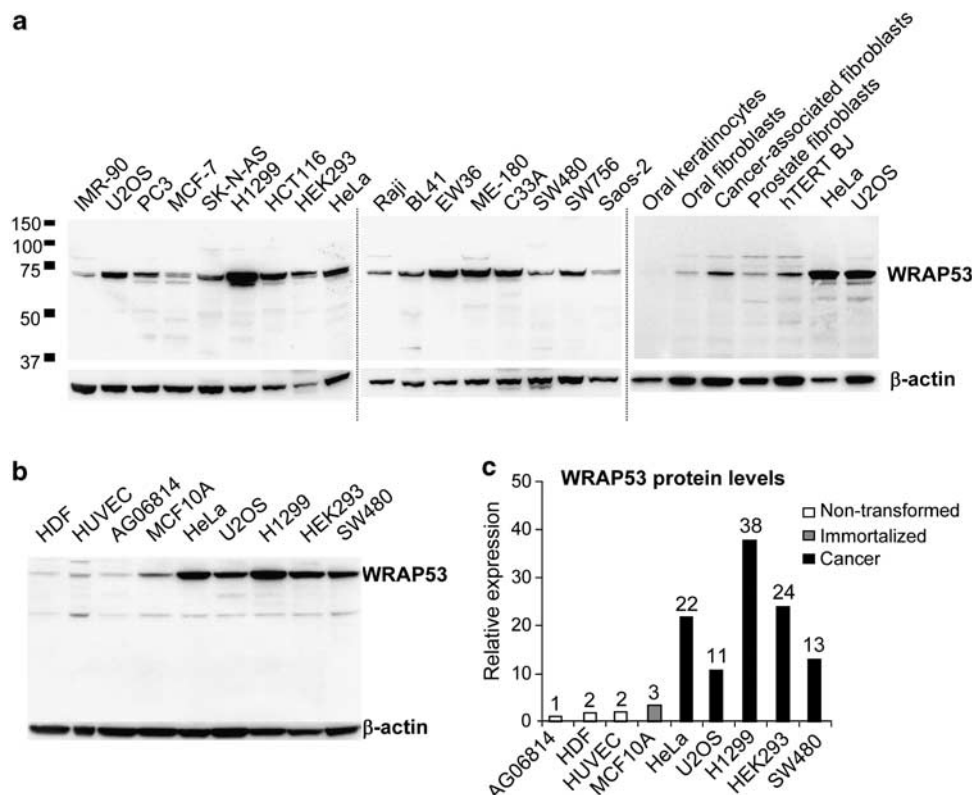 a
IMR-90
U2OS
PC3
MCF-7
SK-N-AS
H1299
HCT116
HEK293
HeLa
Raji
BL41
EW36
ME-180
C33A
SW480
SW756
Saos-2
Oral keratinocytes
Oral fibroblasts
Cancer-associated fibroblasts
Prostate fibroblasts
hTERT BJ
HeLa
U2OS
150
100
75
50
37
WRAP53
β-actin
b
HDF
HUVEC
AG06814
MCF10A
HeLa
U2OS
H1299
HEK293
SW480
WRAP53
β-actin
c
WRAP53 protein levels
Relative expression
50
40
30
20
10
0
1
2
2
3
22
11
38
24
13
Non-transformed
Immortalized
Cancer
AG06814
HDF
HUVEC
MCF10A
HeLa
U2OS
H1299
HEK293
SW480